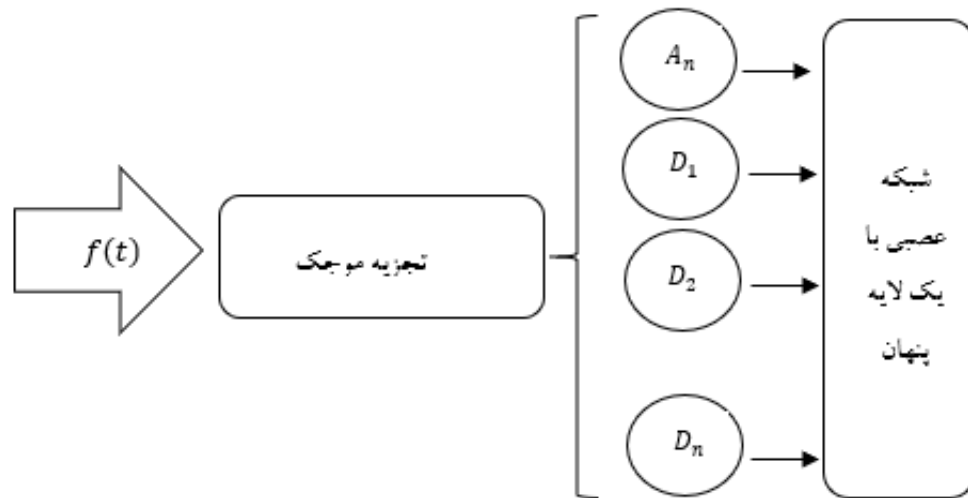 f(t)
تجزیه موجک
A_n
D_1
D_2
D_n
شبکه
عصبی با
یک لایه
پنهان